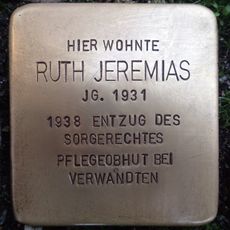 HIER WOHNTE
RUTH JEREMIAS
JG. 1931
1938 ENTZUG DES
SORGERECHTES
PFLEGEOBHUT BEI
VERWANDTEN